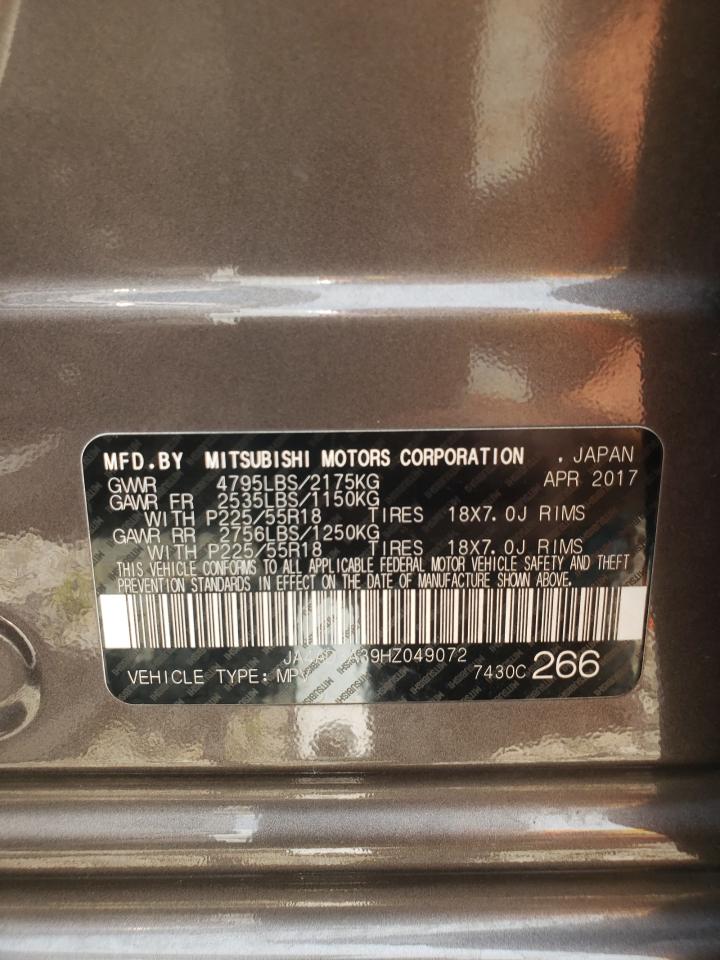 MFD.BY MITSUBISHI MOTORS CORPORATION . JAPAN
GVWR 4795LBS/2175KG APR 2017
GAWR FR 2535LBS/1150KG
WITH P225/55R18 TIRES 18X7.0J RIMS
GAWR RR 2756LBS/1250KG
WITH P225/55R18 TIRES 18X7.0J RIMS
THIS VEHICLE CONFORMS TO ALL APPLICABLE FEDERAL MOTOR VEHICLE SAFETY AND THEFT
PREVENTION STANDARDS IN EFFECT ON THE DATE OF MANUFACTURE SHOWN ABOVE.
VEHICLE TYPE: MPV 7430C 266